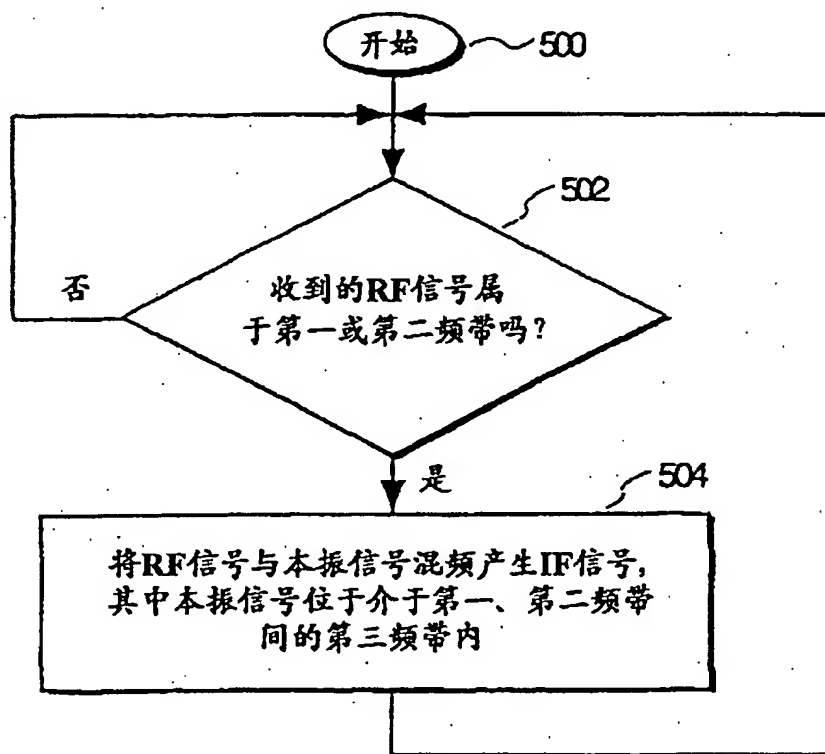 开始
500
502
收到的RF信号属
于第一或第二频带吗?
否
是
504
将RF信号与本振信号混频产生IF信号,
其中本振信号位于介于第一、第二频带
间的第三频带内